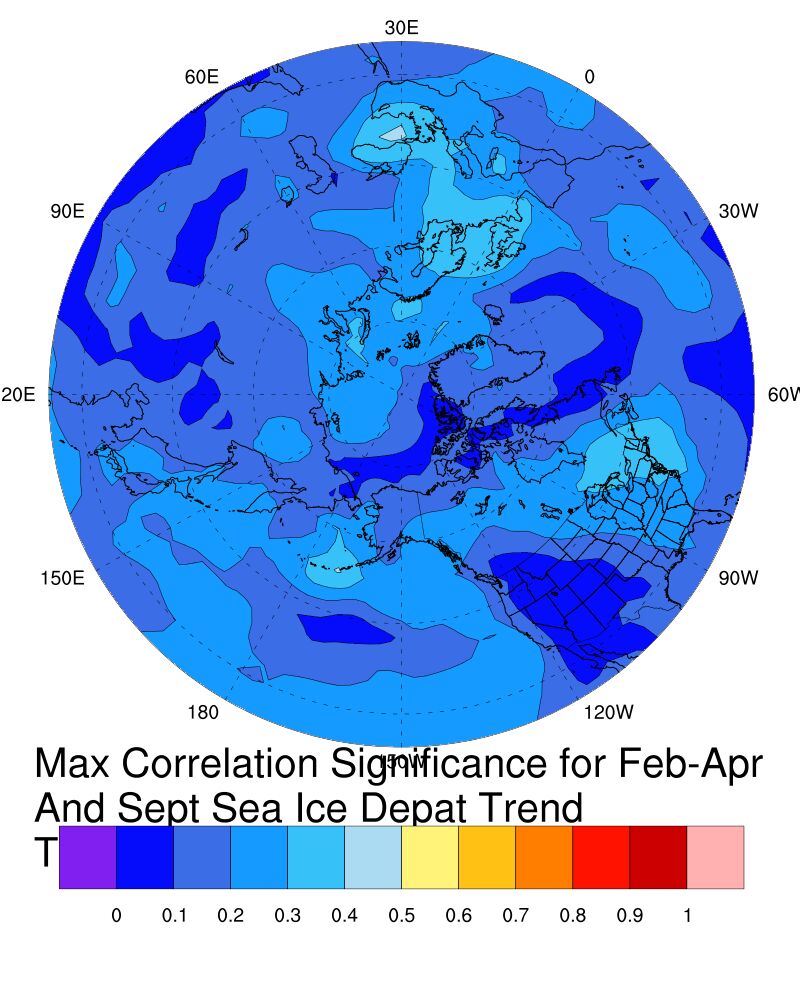 30E
60E
0
90E
30W
20E
60W
150E
90W
180
120W
150W
Max Correlation Significance for Feb-Apr
And Sept Sea Ice Depat Trend
T
0 0.1 0.2 0.3 0.4 0.5 0.6 0.7 0.8 0.9 1